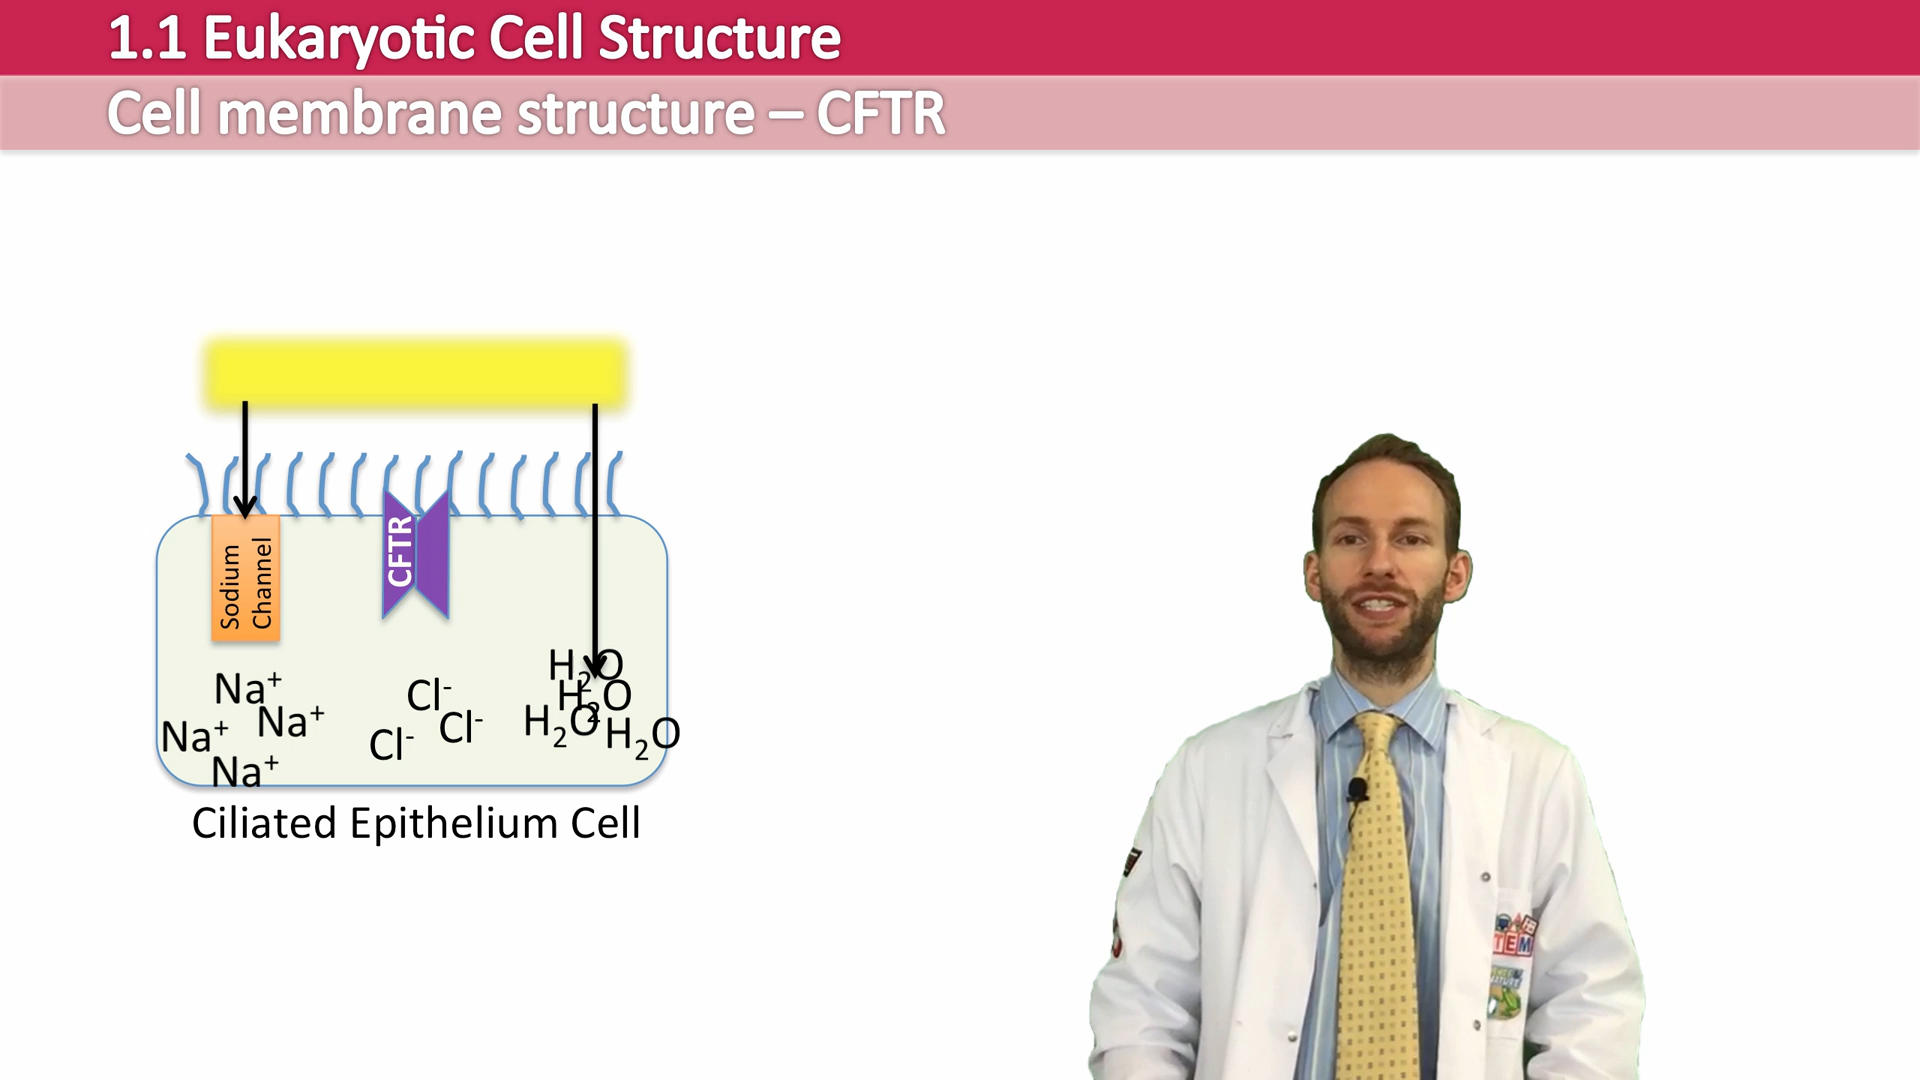 1.1 Eukaryotic Cell Structure
Cell membrane structure – CFTR
Sodium
Channel
CFTR
H₂O
H₂O
H₂O
H₂O
Na⁺
Na⁺
Na⁺
Na⁺
Cl⁻
Cl⁻
Cl⁻
Ciliated Epithelium Cell
TEM